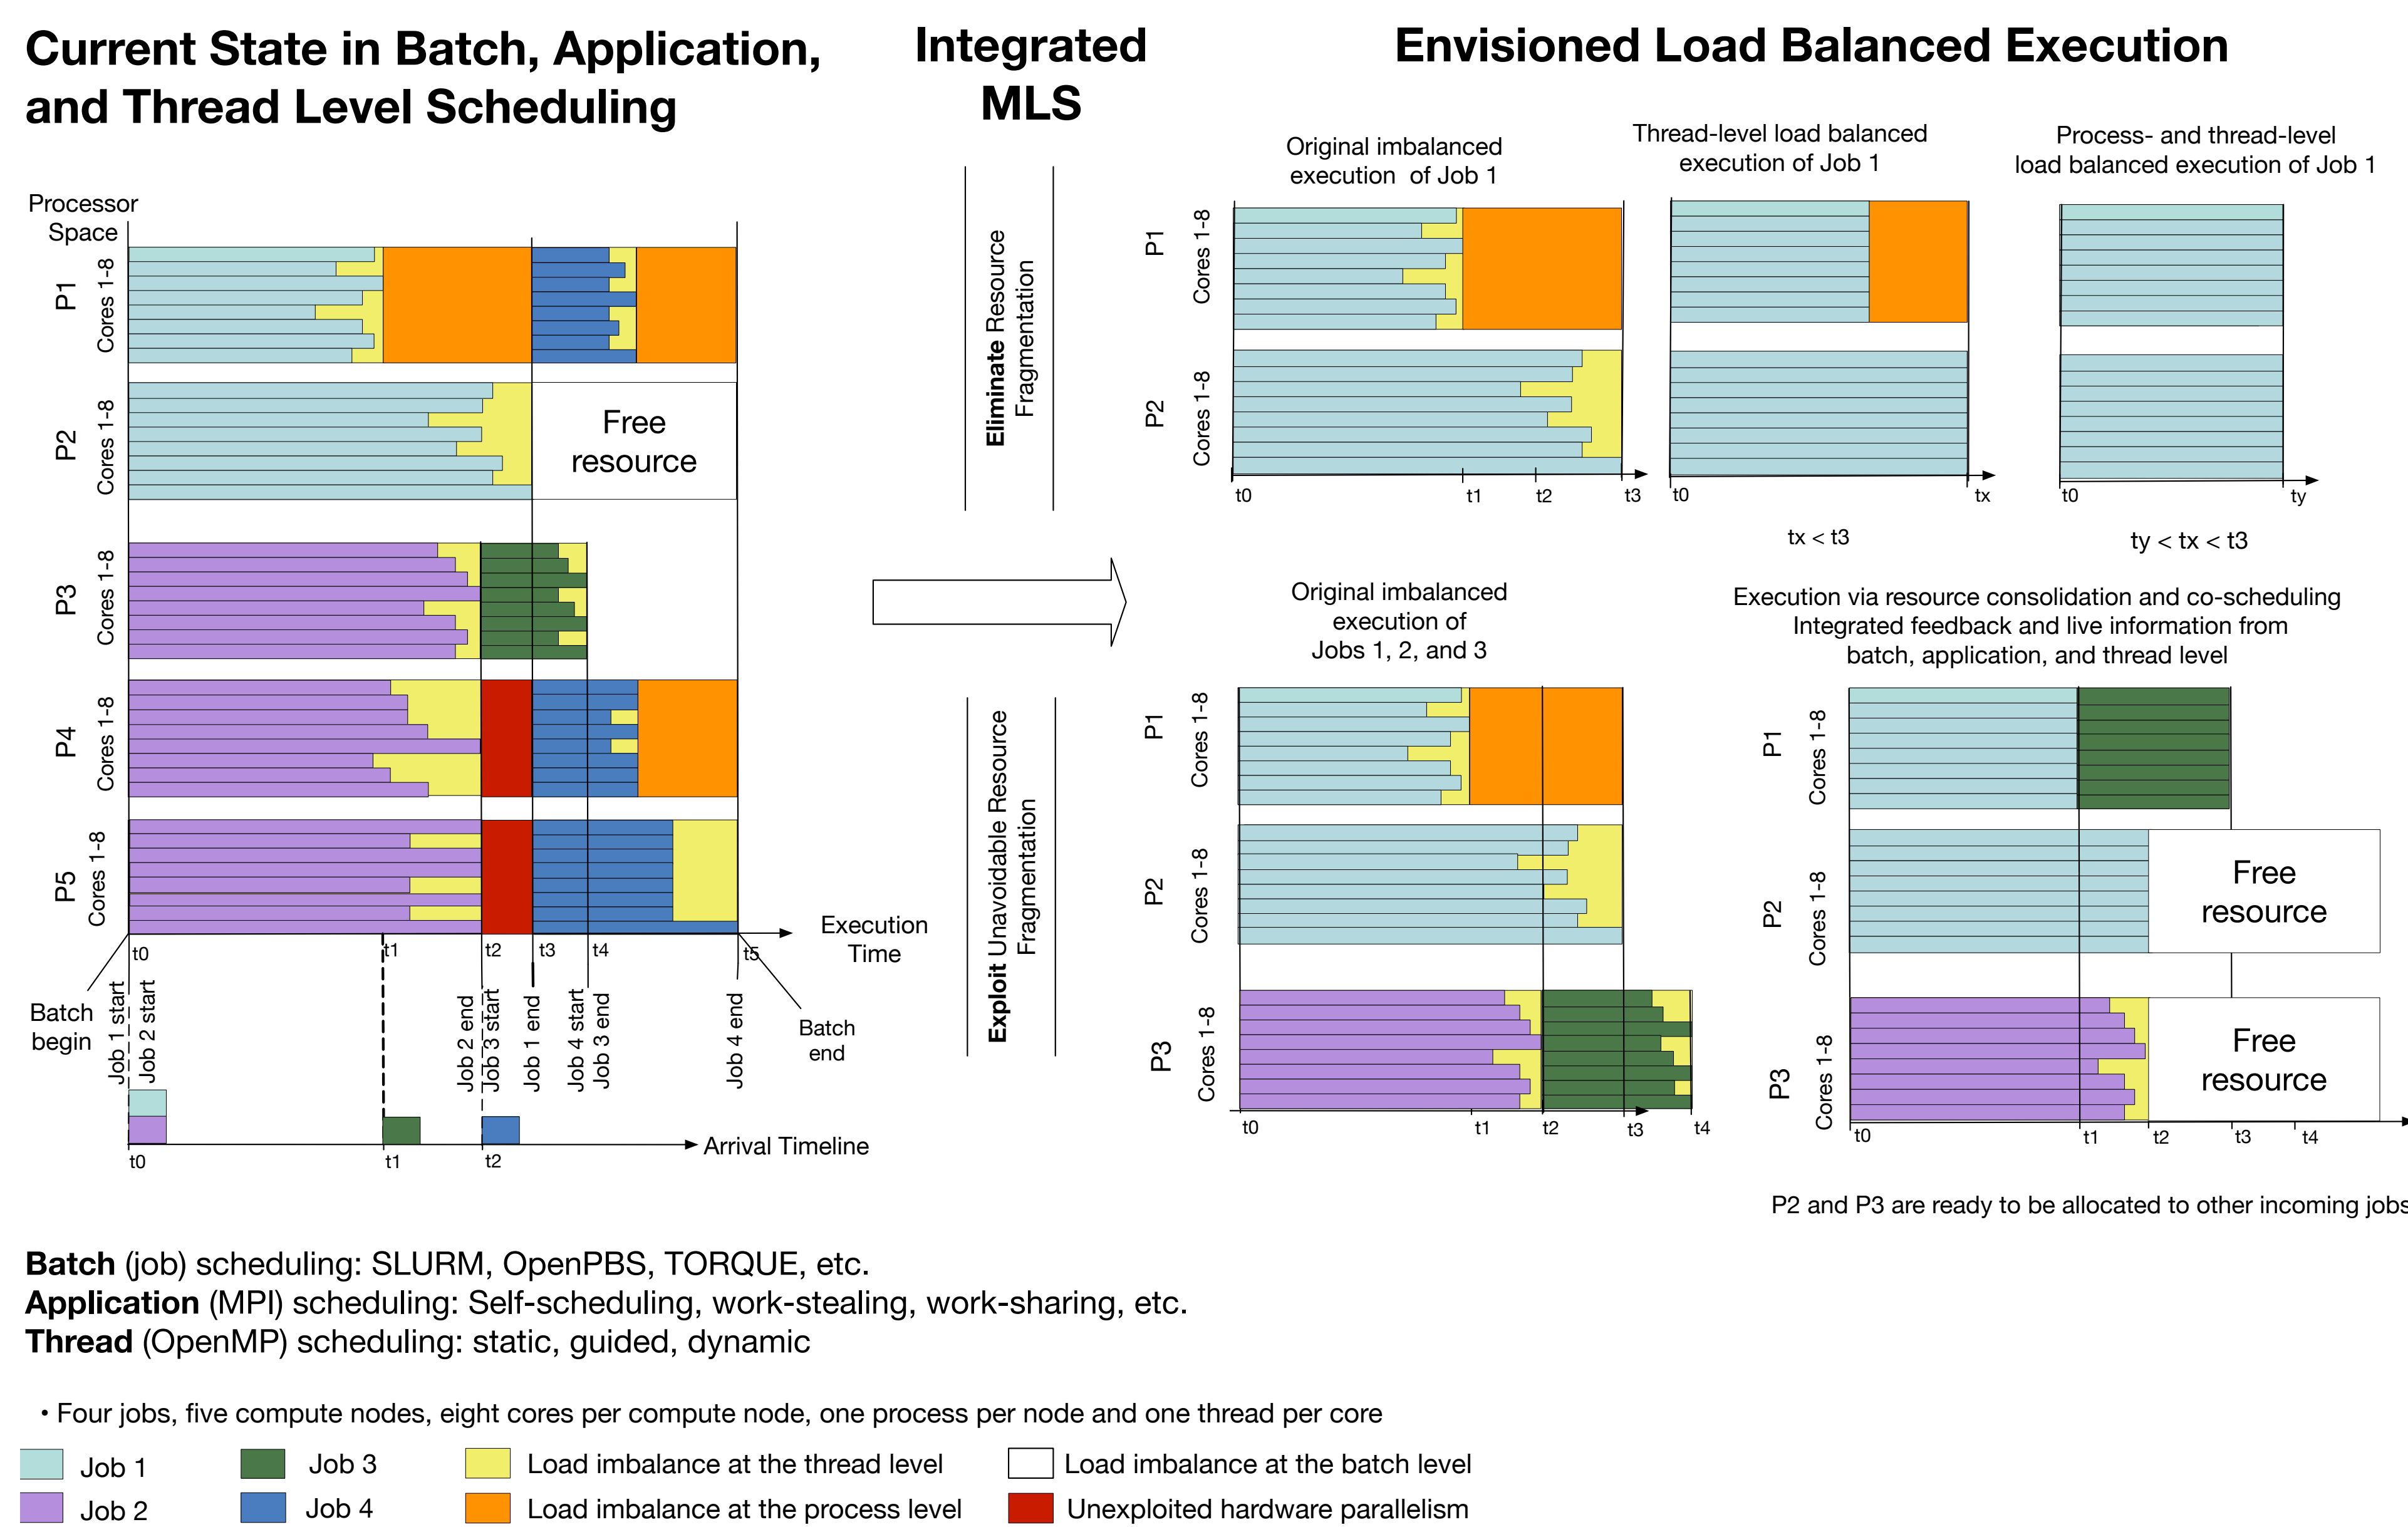 Current State in Batch, Application,
and Thread Level Scheduling
Integrated
MLS
Envisioned Load Balanced Execution
Processor
Space
P1
Cores 1-8
P2
Cores 1-8
Free
resource
P3
Cores 1-8
P4
Cores 1-8
P5
Cores 1-8
Execution
Time
t0
t1
t2
t3
t4
t5
Batch
begin
Job 1 start
Job 2 start
Job 2 end
Job 3 start
Job 1 end
Job 4 start
Job 3 end
Job 4 end
Batch
end
Arrival Timeline
t0
t1
t2
Eliminate Resource
Fragmentation
Exploit Unavoidable Resource
Fragmentation
Original imbalanced
execution of Job 1
P1
Cores 1-8
P2
Cores 1-8
t0
t1
t2
t3
Thread-level load balanced
execution of Job 1
t0
tx
tx < t3
Process- and thread-level
load balanced execution of Job 1
t0
ty
ty < tx < t3
Original imbalanced
execution of
Jobs 1, 2, and 3
P1
Cores 1-8
P2
Cores 1-8
P3
Cores 1-8
t0
t1
t2
t3
t4
Execution via resource consolidation and co-scheduling
Integrated feedback and live information from
batch, application, and thread level
P1
Cores 1-8
P2
Cores 1-8
Free
resource
P3
Cores 1-8
Free
resource
t0
t1
t2
t3
t4
P2 and P3 are ready to be allocated to other incoming jobs
Batch (job) scheduling: SLURM, OpenPBS, TORQUE, etc.
Application (MPI) scheduling: Self-scheduling, work-stealing, work-sharing, etc.
Thread (OpenMP) scheduling: static, guided, dynamic
• Four jobs, five compute nodes, eight cores per compute node, one process per node and one thread per core
Job 1
Job 3
Load imbalance at the thread level
Load imbalance at the batch level
Job 2
Job 4
Load imbalance at the process level
Unexploited hardware parallelism